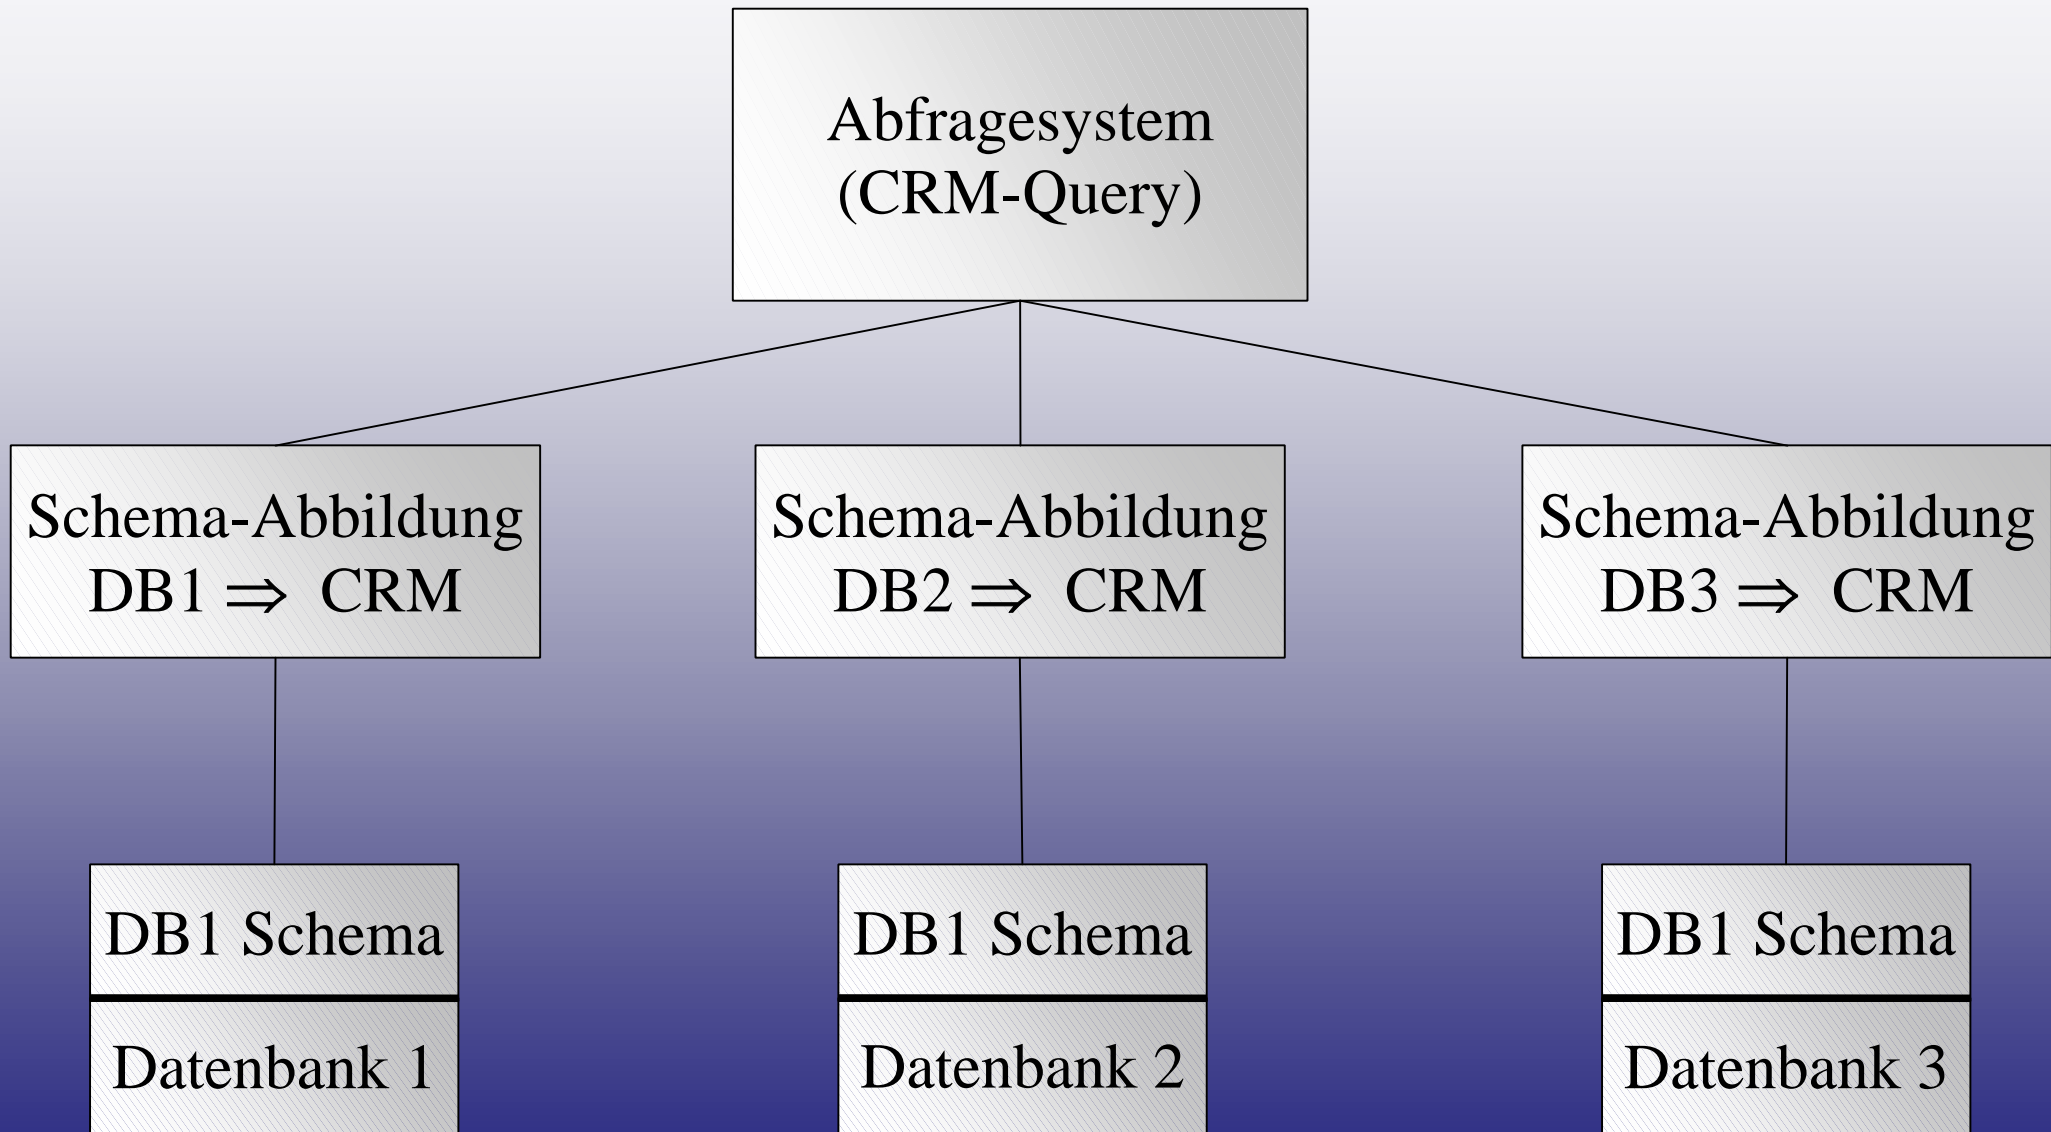 Abfragesystem
(CRM-Query)
Schema-Abbildung
DB1 ⇒ CRM
Schema-Abbildung
DB2 ⇒ CRM
Schema-Abbildung
DB3 ⇒ CRM
DB1 Schema
Datenbank 1
DB1 Schema
Datenbank 2
DB1 Schema
Datenbank 3